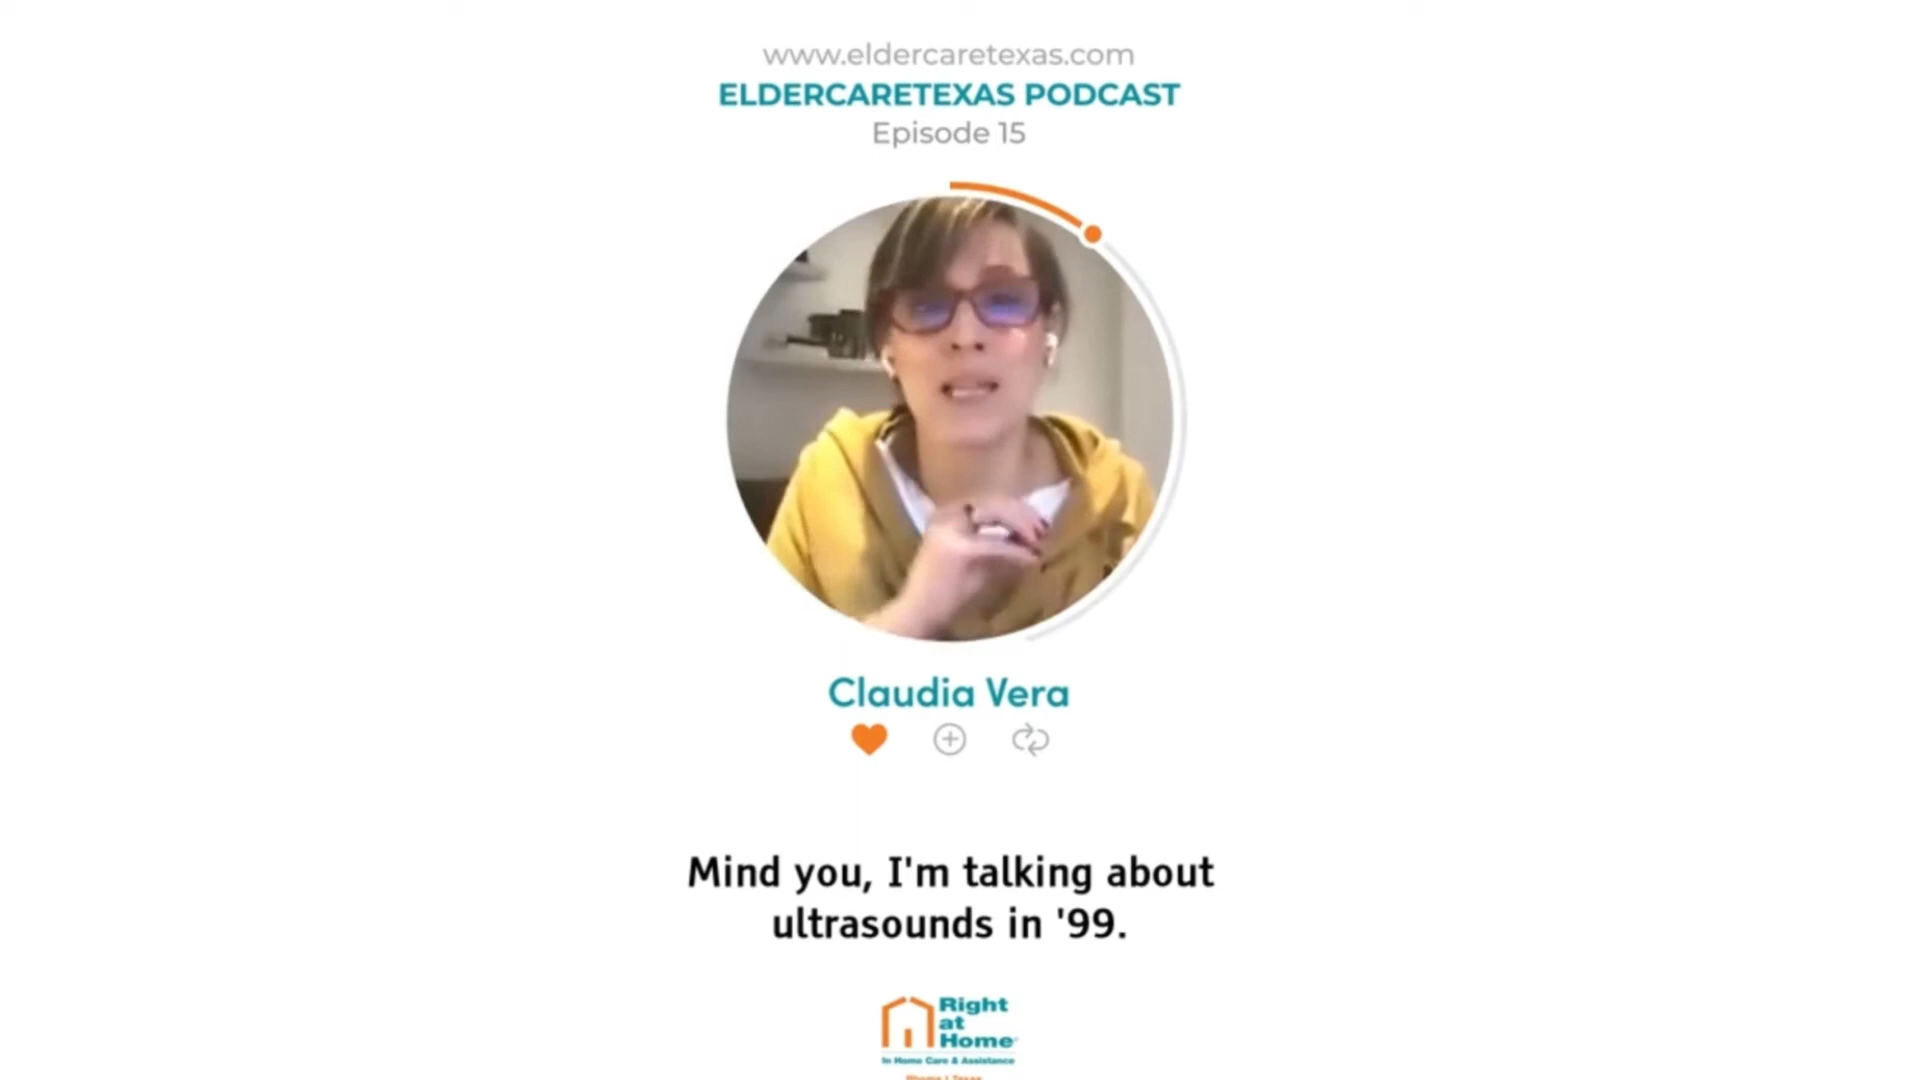 www.eldercaretexas.com
ELDERCARETEXAS PODCAST
Episode 15
Claudia Vera
Mind you, I'm talking about
ultrasounds in '99.
Right
at
Home
In Home Care & Assistance